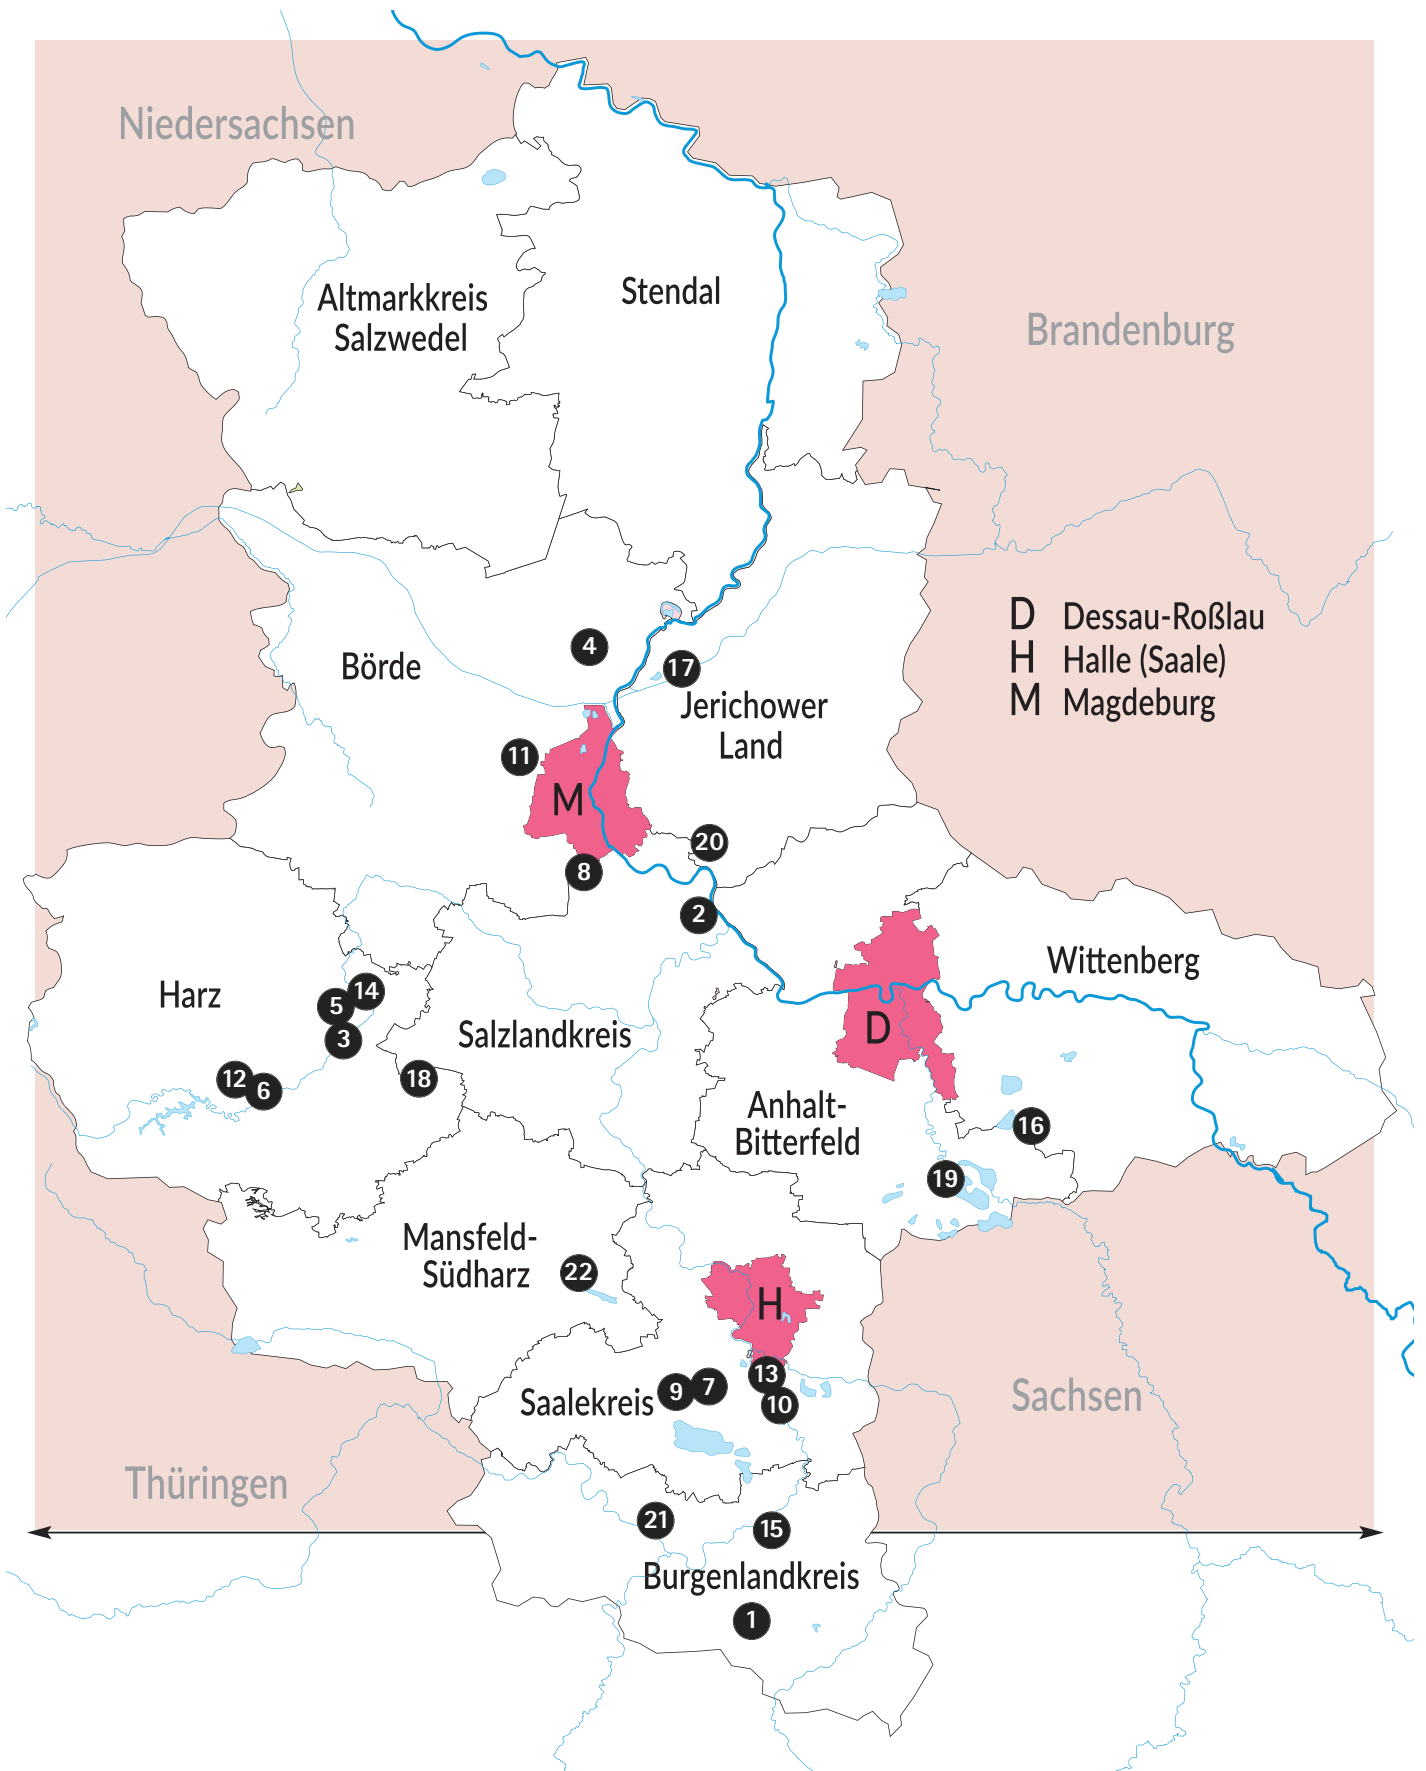 Niedersachsen
Altmarkkreis
Salzwedel
Stendal
Brandenburg
D Dessau-Roßlau
H Halle (Saale)
M Magdeburg
4
Börde
17
Jerichower
Land
11
M
20
8
2
Wittenberg
Harz
14
5
3
Salzlandkreis
D
12
6
18
Anhalt-
Bitterfeld
16
19
Mansfeld-
Südharz
22
H
13
9
7
10
Saalekreis
Sachsen
Thüringen
21
15
Burgenlandkreis
1